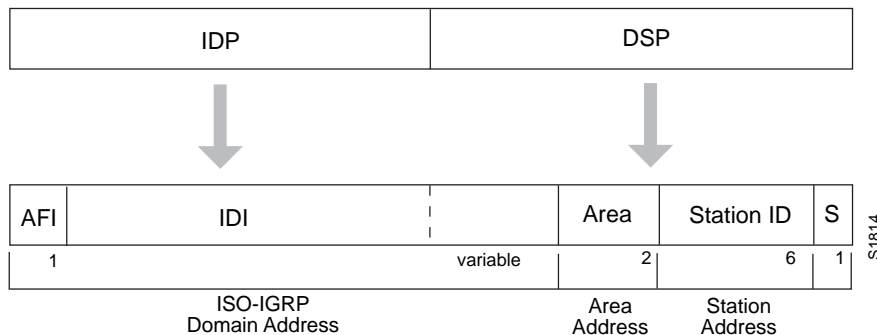 IDP DSP
AFI IDI Area Station ID S
1 variable 2 6 1
ISO-IGRP Area Station
Domain Address Address Address
S1814